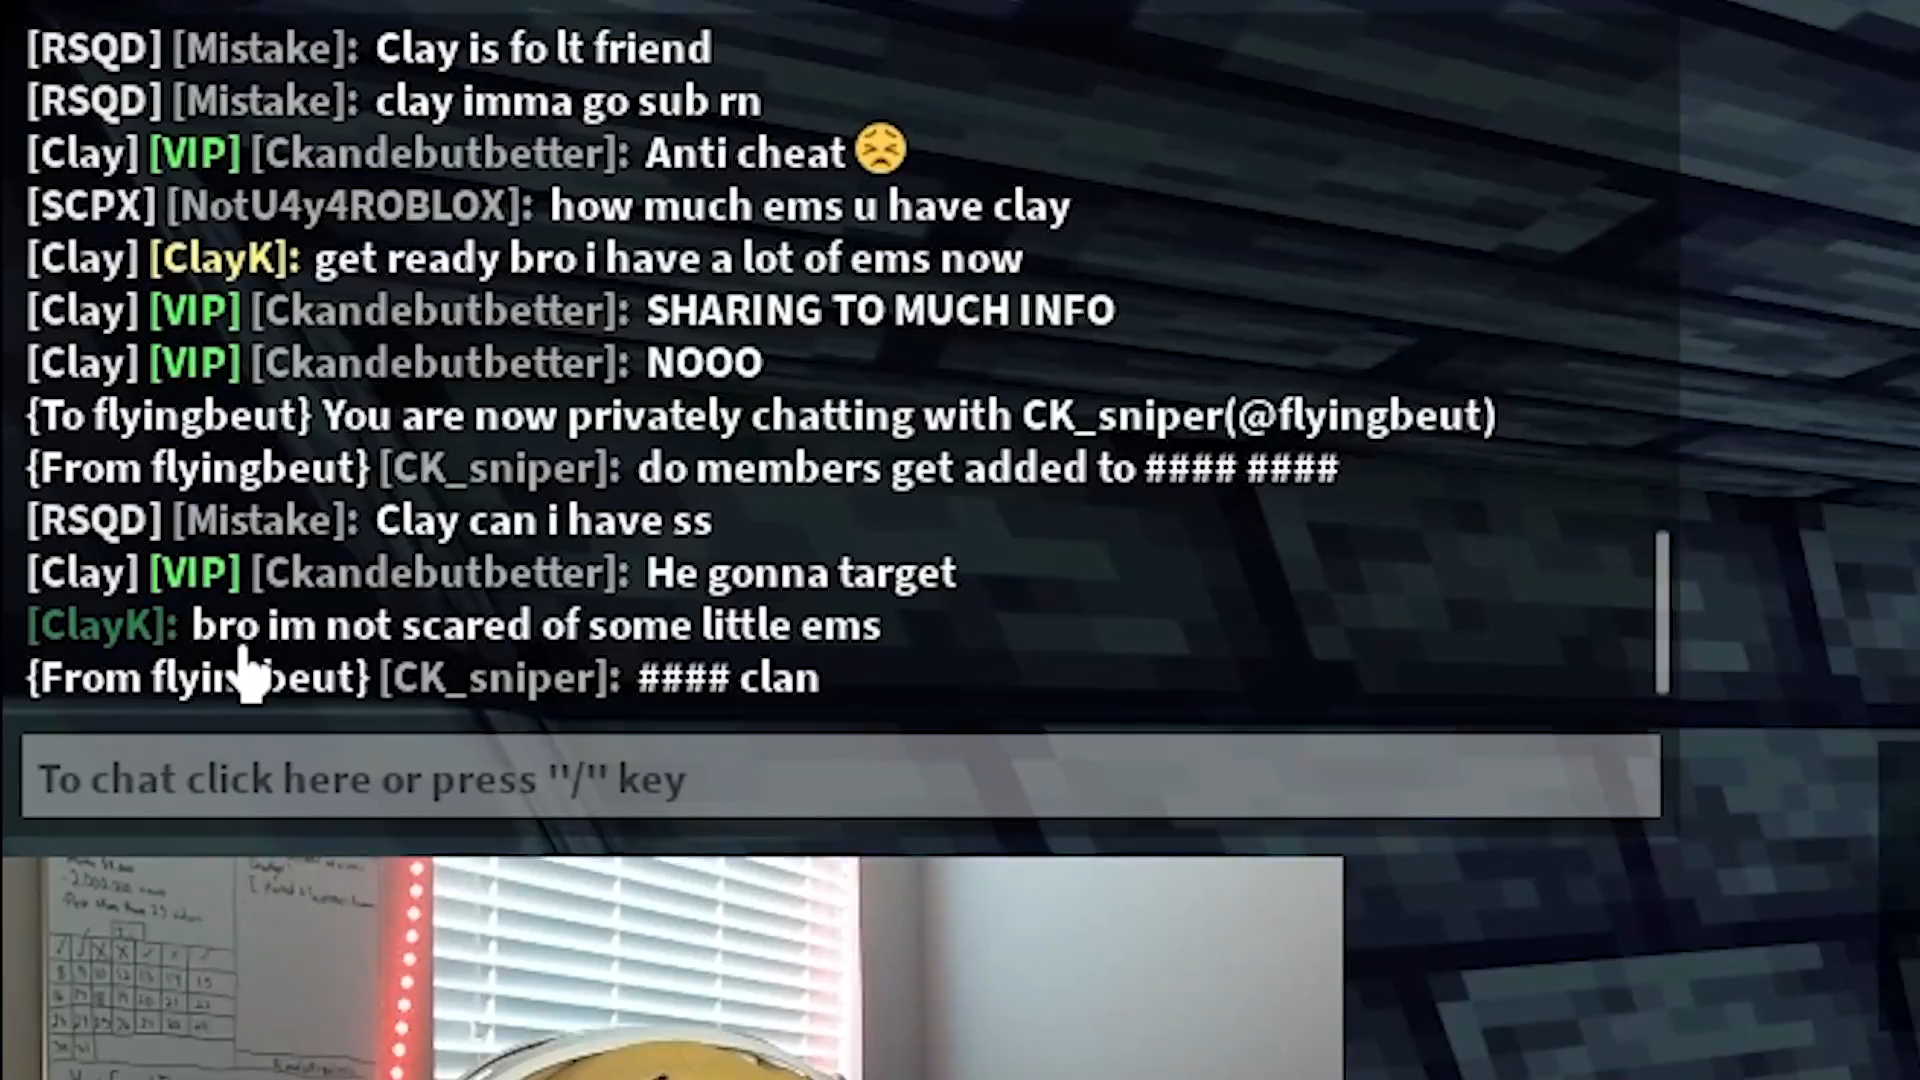 [RSQD] [Mistake]: Clay is fo lt friend
[RSQD] [Mistake]: clay imma go sub rn
[Clay] [VIP] [Ckandebutbetter]: Anti cheat 😣
[SCPX] [NotU4y4ROBLOX]: how much ems u have clay
[Clay] [ClayK]: get ready bro i have a lot of ems now
[Clay] [VIP] [Ckandebutbetter]: SHARING TO MUCH INFO
[Clay] [VIP] [Ckandebutbetter]: NOOO
{To flyingbeut} You are now privately chatting with CK_sniper(@flyingbeut)
{From flyingbeut} [CK_sniper]: do members get added to #### ####
[RSQD] [Mistake]: Clay can i have ss
[Clay] [VIP] [Ckandebutbetter]: He gonna target
[ClayK]: bro im not scared of some little ems
{From flyingbeut} [CK_sniper]: #### clan
To chat click here or press "/" key